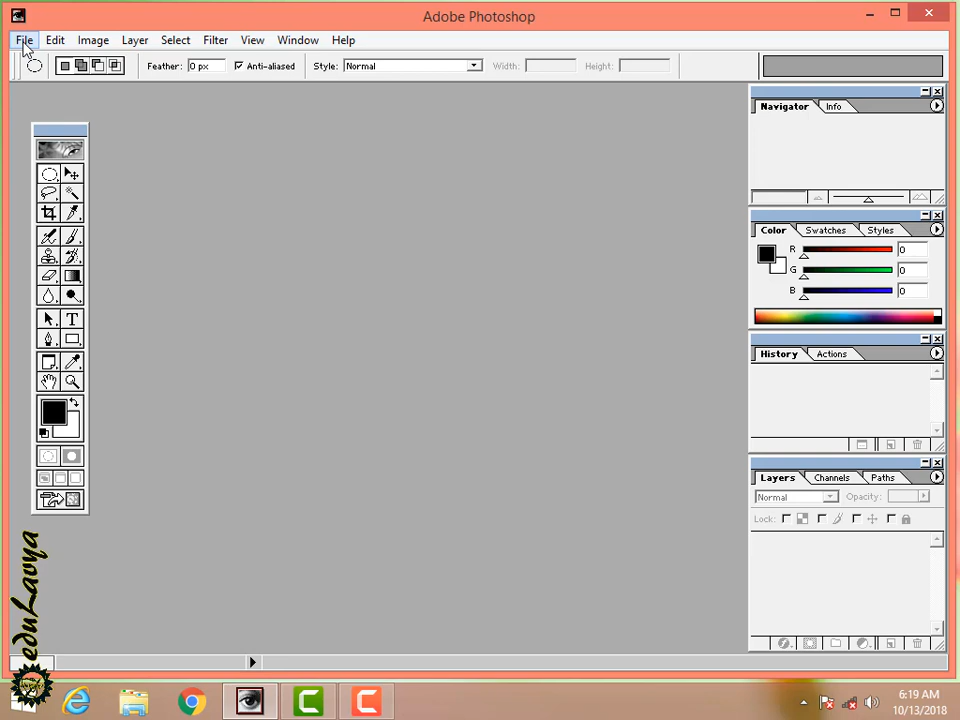 Adobe Photoshop
File Edit Image Layer Select Filter View Window Help
Feather: 0 px Anti-aliased Style: Normal Width: Height:
Navigator Info
Color Swatches Styles
R 0
G 0
B 0
History Actions
Layers Channels Paths
Normal Opacity:
Lock:
T
eduLavya
6:19 AM
10/13/2018